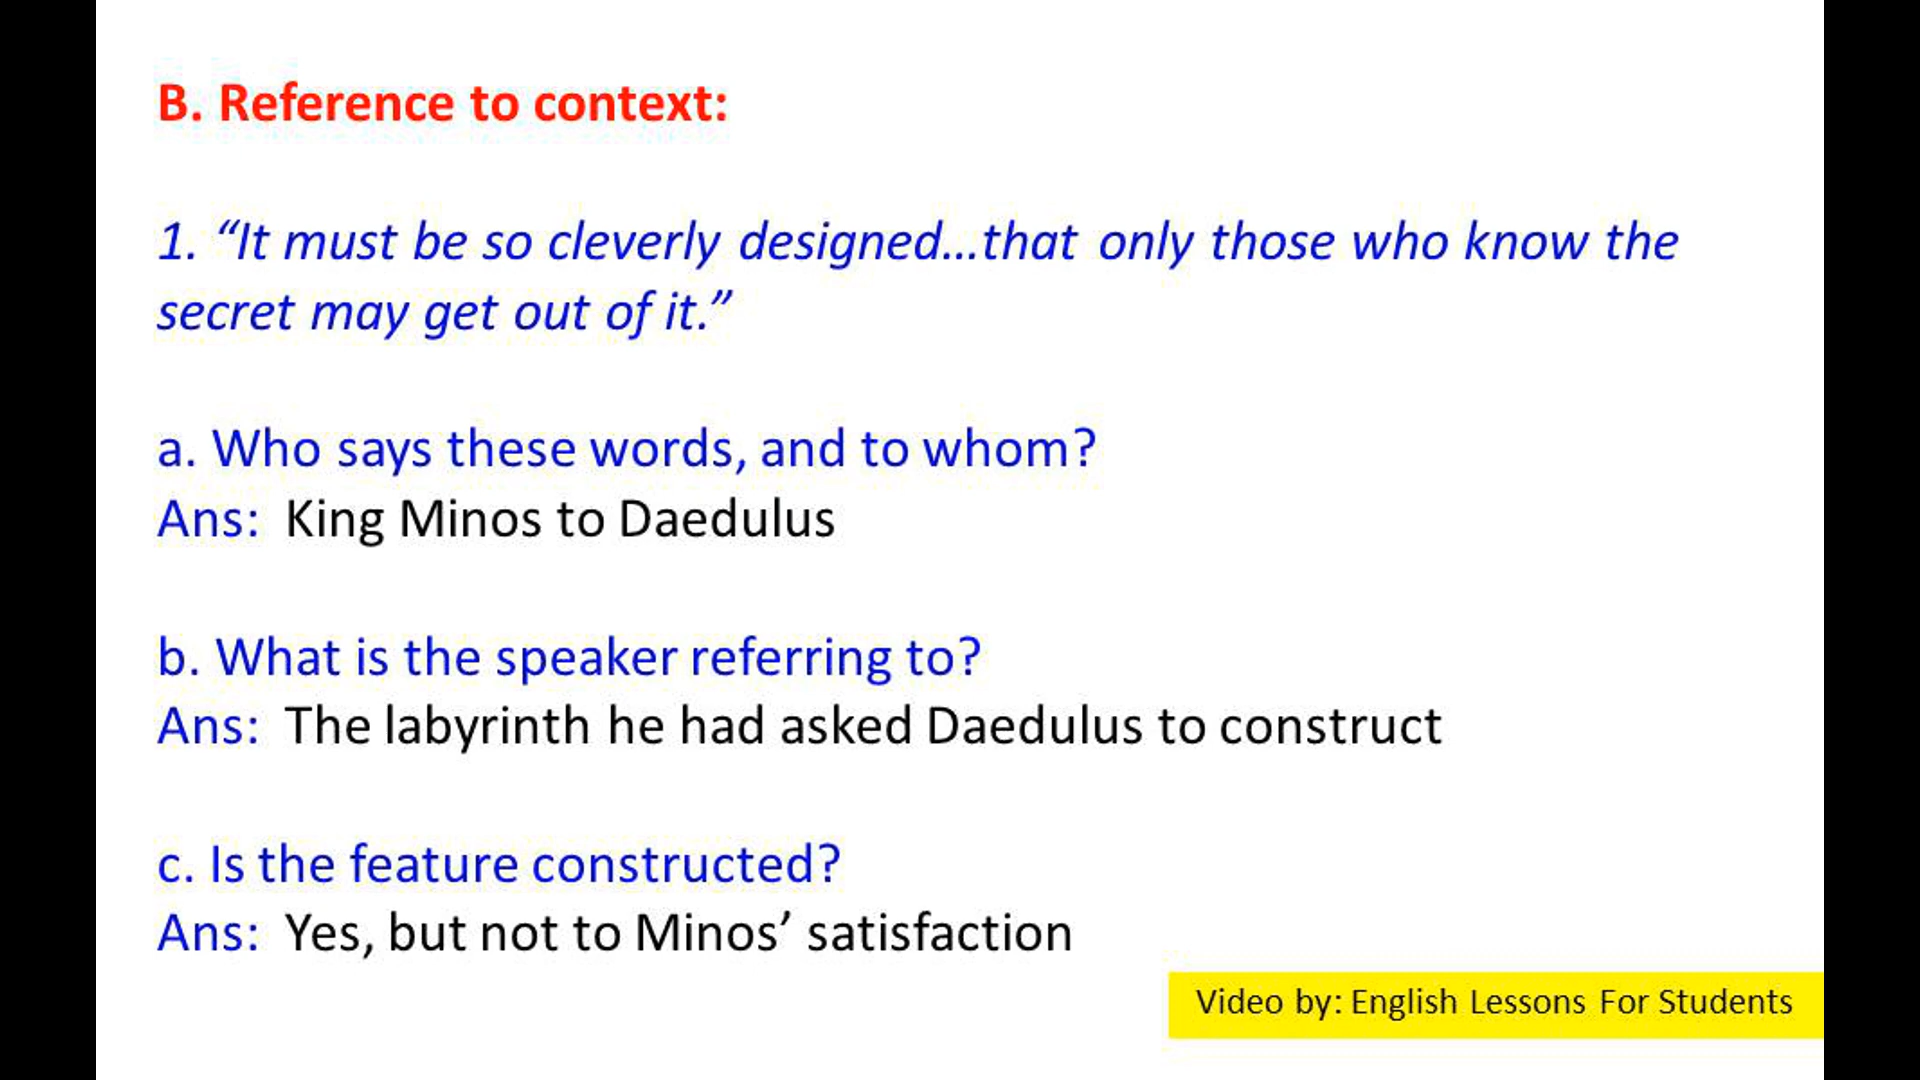 B. Reference to context:
1. “It must be so cleverly designed...that only those who know the
secret may get out of it.”
a. Who says these words, and to whom?
Ans: King Minos to Daedulus
b. What is the speaker referring to?
Ans: The labyrinth he had asked Daedulus to construct
c. Is the feature constructed?
Ans: Yes, but not to Minos’ satisfaction
Video by: English Lessons For Students